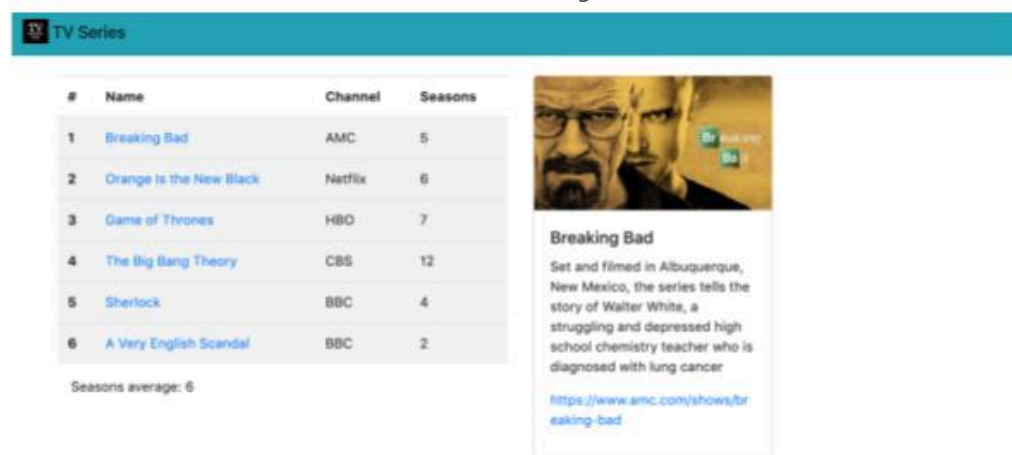 TV Series
# Name Channel Seasons
1 Breaking Bad AMC 5
2 Orange Is the New Black Netflix 6
3 Game of Thrones HBO 7
4 The Big Bang Theory CBS 12
5 Sherlock BBC 4
6 A Very English Scandal BBC 2
Seasons average: 6
Breaking
Bad
Breaking Bad
Set and filmed in Albuquerque,
New Mexico, the series tells the
story of Walter White, a
struggling and depressed high
school chemistry teacher who is
diagnosed with lung cancer
https://www.amc.com/shows/br
eaking-bad